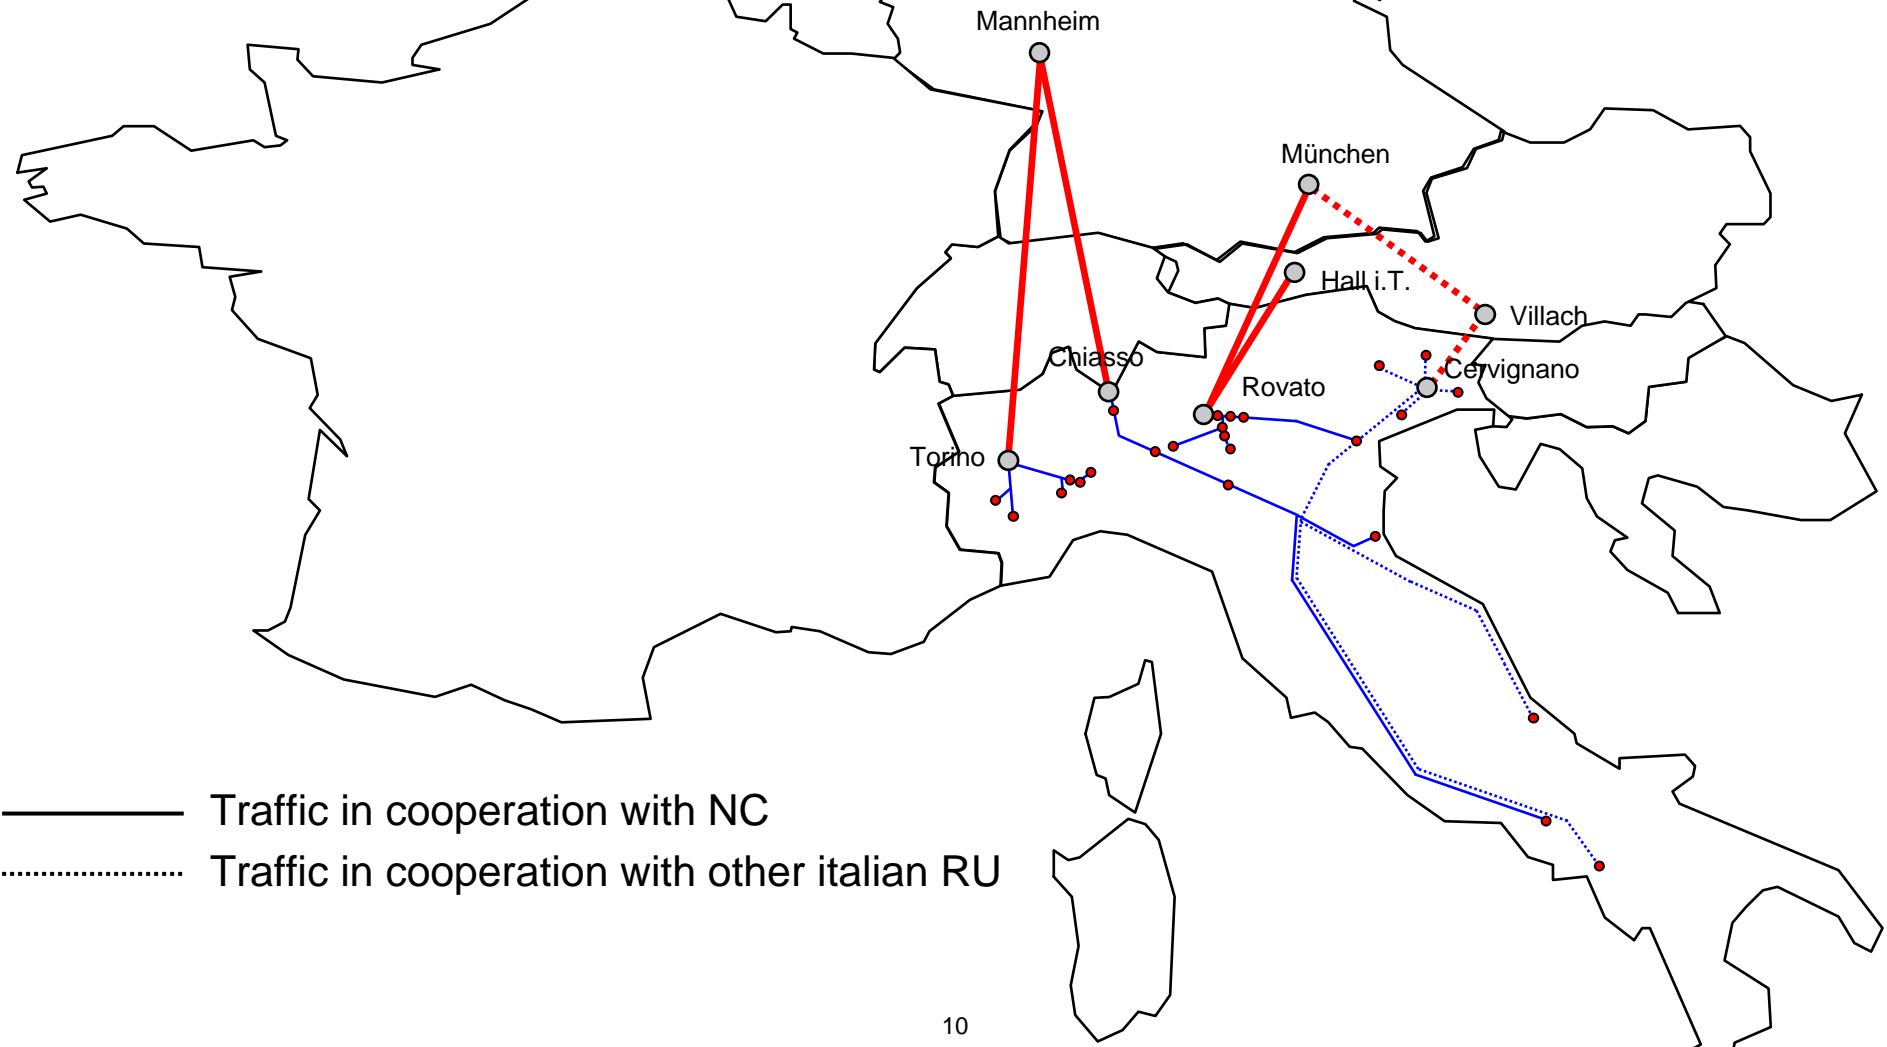 Mannheim
München
Hall i.T.
Villach
Chiasso
Cervignano
Rovato
Torino
Traffic in cooperation with NC
Traffic in cooperation with other italian RU
10